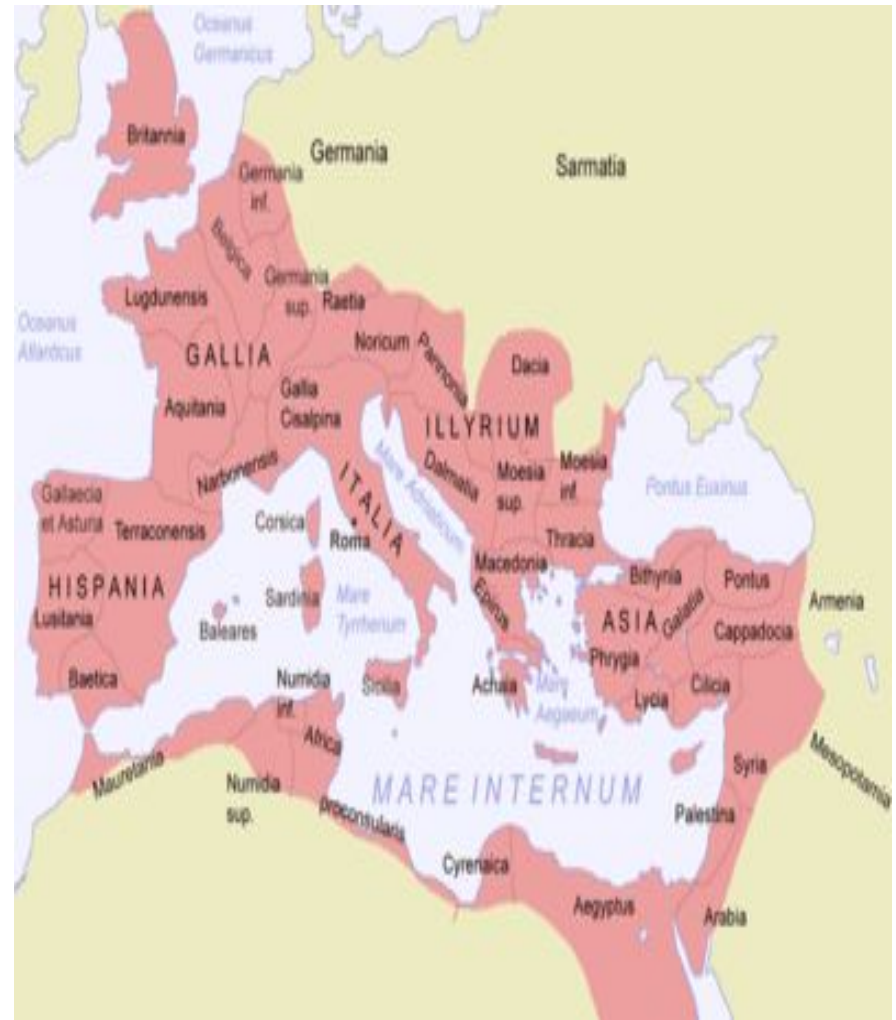 Oceanus
Germanicus
Britannia
Germania
Sarmatia
Germania
inf.
Belgica
Germania
sup.
Lugdunensis
Raetia
Oceanus
Atlanticus
Noricum
Pannonia
GALLIA
Dacia
Gallia
Cisalpina
Aquitania
ILLYRIUM
Narbonensis
Mare Adriaticum
Dalmatia
Moesia
sup.
Moesia
inf.
Pontus Euxinus
Gallaecia
et Asturia
Terraconensis
Corsica
ITALIA
Roma
Thracia
Macedonia
Bithynia
Pontus
HISPANIA
Sardinia
Mare
Tyrrhenum
Epirus
ASIA
Galatia
Armenia
Lusitania
Baleares
Cappadocia
Phrygia
Baetica
Numidia
inf.
Sicilia
Achaia
Mare
Aegaeum
Lycia
Cilicia
Africa
proconsularis
Mauretania
Numidia
sup.
MARE INTERNUM
Syria
Mesopotamia
Palestina
Cyrenaica
Aegyptus
Arabia